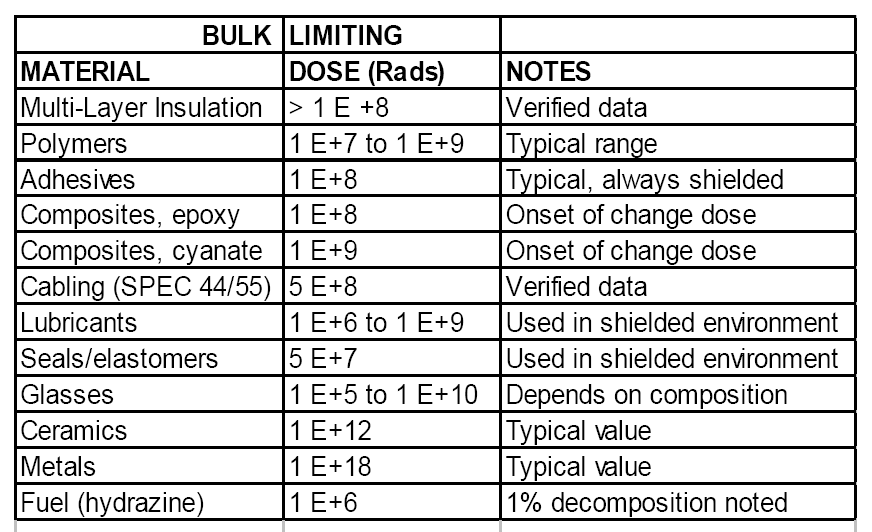 BULK LIMITING
MATERIAL DOSE (Rads) NOTES
Multi-Layer Insulation > 1 E +8 Verified data
Polymers 1 E+7 to 1 E+9 Typical range
Adhesives 1 E+8 Typical, always shielded
Composites, epoxy 1 E+8 Onset of change dose
Composites, cyanate 1 E+9 Onset of change dose
Cabling (SPEC 44/55) 5 E+8 Verified data
Lubricants 1 E+6 to 1 E+9 Used in shielded environment
Seals/elastomers 5 E+7 Used in shielded environment
Glasses 1 E+5 to 1 E+10 Depends on composition
Ceramics 1 E+12 Typical value
Metals 1 E+18 Typical value
Fuel (hydrazine) 1 E+6 1% decomposition noted